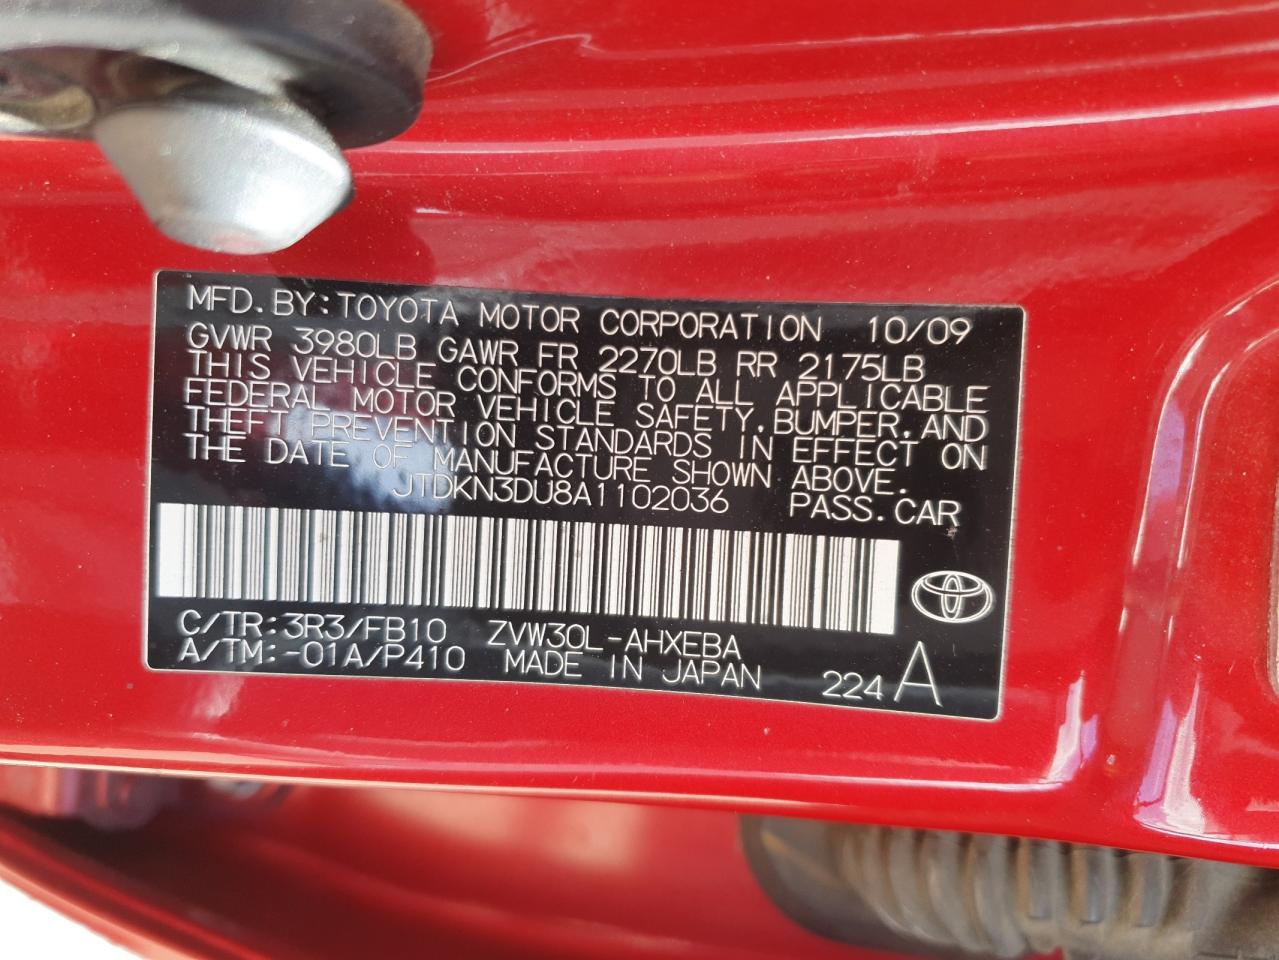 MFD. BY: TOYOTA MOTOR CORPORATION 10/09
GVWR 3980LB GAWR FR 2270LB RR 2175LB
THIS VEHICLE CONFORMS TO ALL APPLICABLE
FEDERAL MOTOR VEHICLE SAFETY, BUMPER, AND
THEFT PREVENTION STANDARDS IN EFFECT ON
THE DATE OF MANUFACTURE SHOWN ABOVE.
JTDKN3DU8A1102036 PASS. CAR
C/TR: 3R3/FB10 ZVW30L-AHXEBA
A/TM: -01A/P410 MADE IN JAPAN 224 A